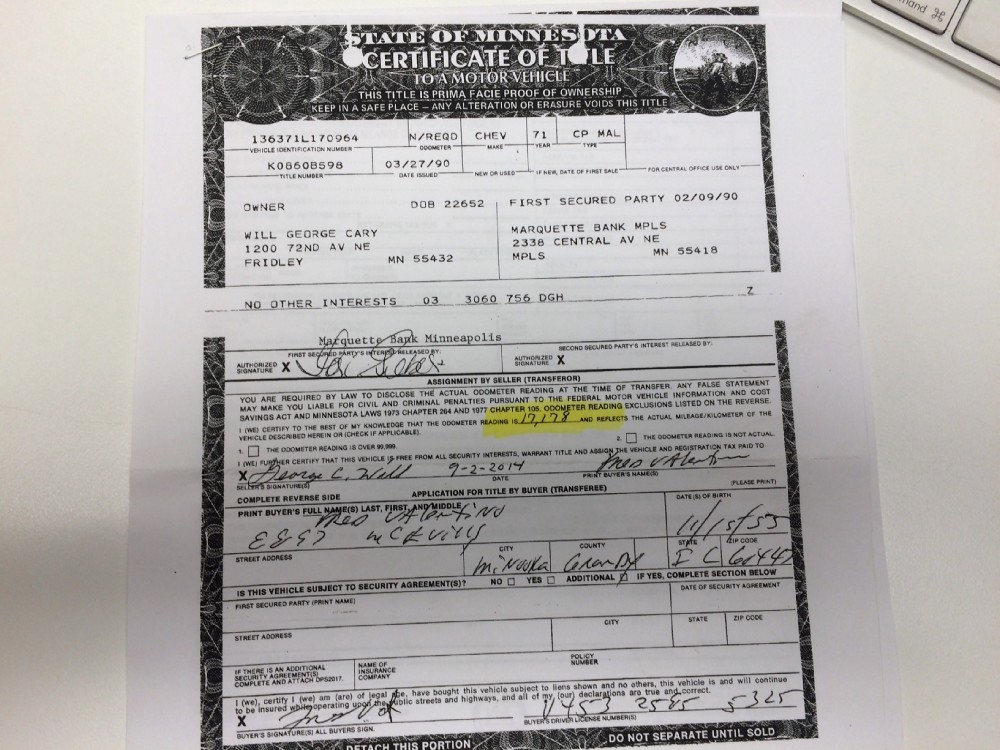 mand ⌘
STATE OF MINNESOTA
CERTIFICATE OF TITLE
TO A MOTOR VEHICLE
THIS TITLE IS PRIMA FACIE PROOF OF OWNERSHIP
KEEP IN A SAFE PLACE — ANY ALTERATION OR ERASURE VOIDS THIS TITLE
136371L170964 N/REQD CHEV 71 CP MAL
VEHICLE IDENTIFICATION NUMBER ODOMETER MAKE YEAR TYPE
K0860B598 03/27/90
TITLE NUMBER DATE ISSUED NEW OR USED IF NEW, DATE OF FIRST SALE FOR CENTRAL OFFICE USE ONLY
OWNER DOB 22652 FIRST SECURED PARTY 02/09/90
WILL GEORGE CARY MARQUETTE BANK MPLS
1200 72ND AV NE 2338 CENTRAL AV NE
FRIDLEY MN 55432 MPLS MN 55418
NO OTHER INTERESTS 03 3060 756 DGH Z
Marquette Bank Minneapolis
FIRST SECURED PARTY'S INTEREST RELEASED BY: SECOND SECURED PARTY'S INTEREST RELEASED BY:
AUTHORIZED SIGNATURE X AUTHORIZED SIGNATURE X
ASSIGNMENT BY SELLER (TRANSFEROR)
YOU ARE REQUIRED BY LAW TO DISCLOSE THE ACTUAL ODOMETER READING AT THE TIME OF TRANSFER. ANY FALSE STATEMENT
MAY MAKE YOU LIABLE FOR CIVIL AND CRIMINAL PENALTIES PURSUANT TO THE FEDERAL MOTOR VEHICLE INFORMATION AND COST
SAVINGS ACT AND MINNESOTA LAWS 1973 CHAPTER 264 AND 1977 CHAPTER 105. ODOMETER READING EXCLUSIONS LISTED ON THE REVERSE.
I (WE) CERTIFY TO THE BEST OF MY KNOWLEDGE THAT THE ODOMETER READING IS 17,178 AND REFLECTS THE ACTUAL MILEAGE/KILOMETER OF THE
VEHICLE DESCRIBED HEREIN OR (CHECK IF APPLICABLE).
1. THE ODOMETER READING IS OVER 99,999. 2. THE ODOMETER READING IS NOT ACTUAL.
I (WE) FURTHER CERTIFY THAT THIS VEHICLE IS FREE FROM ALL SECURITY INTERESTS, WARRANT TITLE AND ASSIGN THE VEHICLE AND REGISTRATION TAX PAID TO
X George C. Will 9-2-2014
SELLER'S SIGNATURE(S) DATE PRINT BUYER'S NAME(S) (PLEASE PRINT)
COMPLETE REVERSE SIDE APPLICATION FOR TITLE BY BUYER (TRANSFEREE)
PRINT BUYER'S FULL NAME(S) LAST, FIRST, AND MIDDLE DATE(S) OF BIRTH
VALentiNO 11/15/55
STREET ADDRESS CITY COUNTY STATE ZIP CODE
MiNOOKa GRANDY
IS THIS VEHICLE SUBJECT TO SECURITY AGREEMENT(S)? NO YES ADDITIONAL IF YES, COMPLETE SECTION BELOW
FIRST SECURED PARTY (PRINT NAME) DATE OF SECURITY AGREEMENT
STREET ADDRESS CITY STATE ZIP CODE
IF THERE IS AN ADDITIONAL SECURITY AGREEMENT(S) COMPLETE AND ATTACH DPS2017. NAME OF INSURANCE COMPANY POLICY NUMBER
I (we), certify I (we) am (are) of legal age, have bought this vehicle subject to liens shown and no others, this vehicle is and will continue
to be insured while operating upon the public streets and highways, and all of my (our) declarations are true and correct.
X V453 2585 5325
BUYER'S SIGNATURE(S) ALL BUYERS SIGN. BUYER'S DRIVER LICENSE NUMBER(S)
DETACH THIS PORTION DO NOT SEPARATE UNTIL SOLD